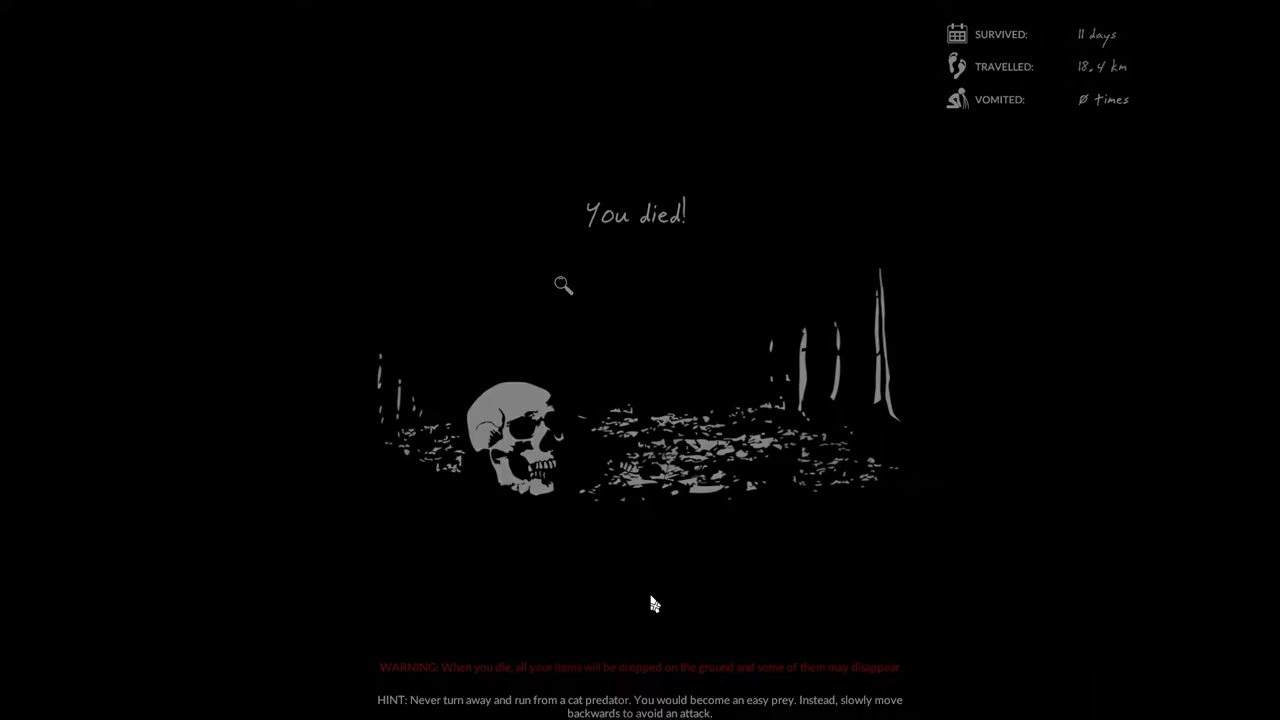 SURVIVED: 11 days
TRAVELLED: 18.4 km
VOMITED: 0 times
You died!
WARNING: When you die, all your items will be dropped on the ground and some of them may disappear
HINT: Never turn away and run from a cat predator. You would become an easy prey. Instead, slowly move
backwards to avoid an attack.